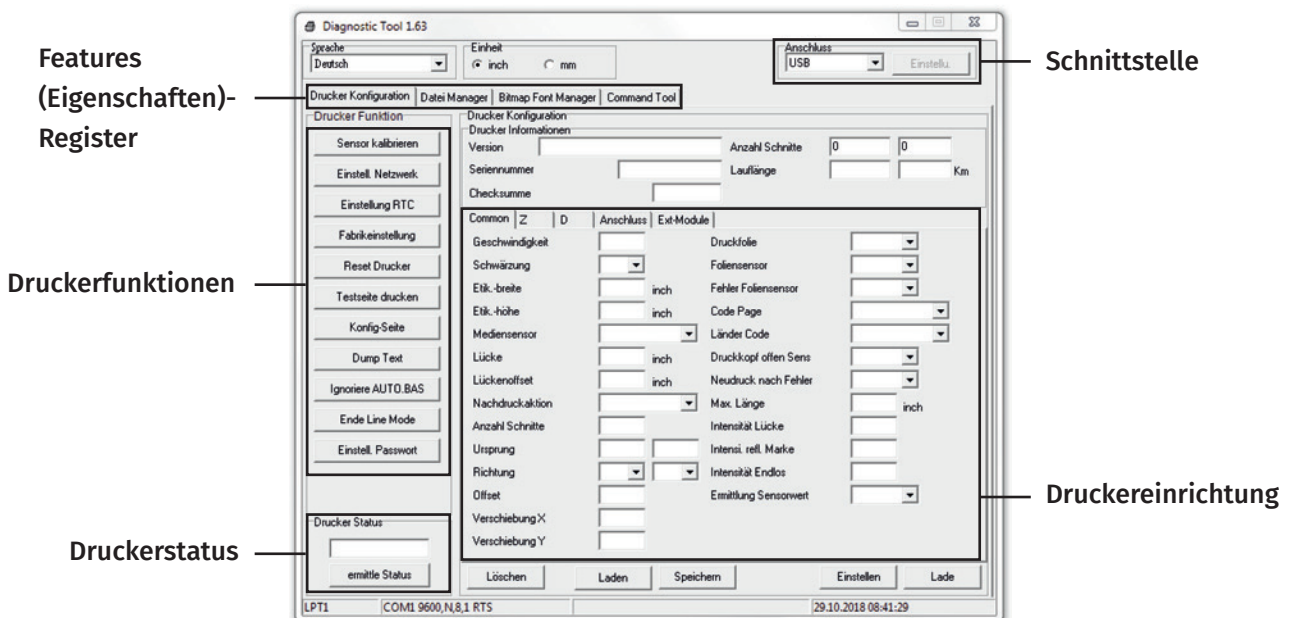 Diagnostic Tool 1.63
Features
(Eigenschaften)-
Register
Sprache
Deutsch
Einheit
inch
mm
Anschluss
USB
Einstellu.
Schnittstelle
Drucker Konfiguration
Datei Manager
Bitmap Font Manager
Command Tool
Druckerfunktionen
Drucker Funktion
Sensor kalibrieren
Einstell. Netzwerk
Einstellung RTC
Fabrikeinstellung
Reset Drucker
Testseite drucken
Konfig-Seite
Dump Text
Ignoriere AUTO.BAS
Ende Line Mode
Einstell. Passwort
Druckerstatus
Drucker Status
ermittle Status
Drucker Konfiguration
Drucker Informationen
Version
Anzahl Schnitte 0 0
Seriennummer
Lauflänge Km
Checksumme
Common Z D Anschluss Ext-Module
Geschwindigkeit
Druckfolie
Schwärzung
Foliensensor
Etik.-breite inch
Fehler Foliensensor
Etik.-höhe inch
Code Page
Mediensensor
Länder Code
Lücke inch
Druckkopf offen Sens
Lückenoffset inch
Neudruck nach Fehler
Nachdruckaktion
Max. Länge inch
Anzahl Schnitte
Intensität Lücke
Ursprung
Intensi. refl. Marke
Richtung
Intensität Endlos
Offset
Ermittlung Sensorwert
Verschiebung X
Verschiebung Y
Druckereinrichtung
Löschen
Laden
Speichern
Einstellen
Lade
LPT1
COM1 9600,N,8,1 RTS
29.10.2018 08:41:29